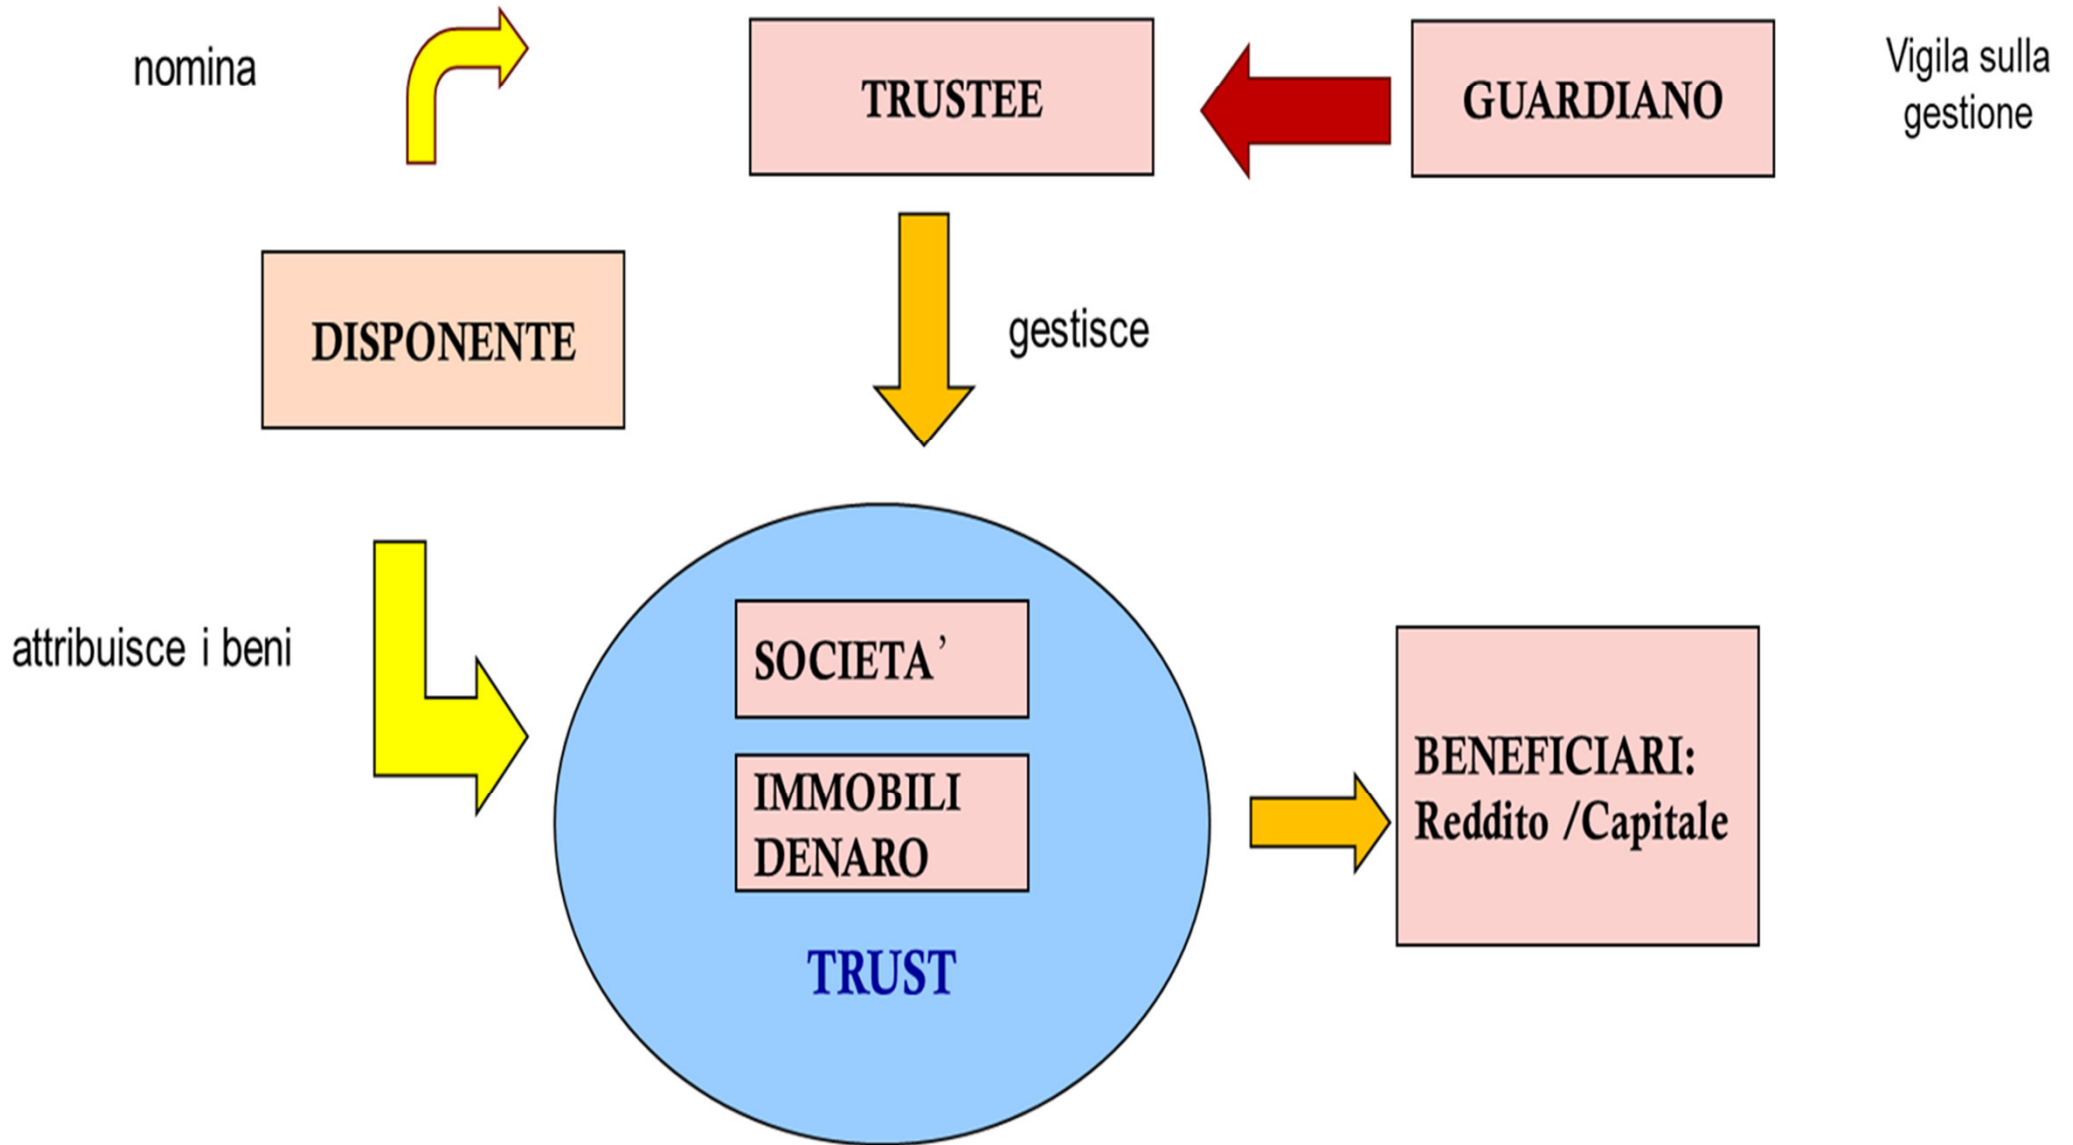 nomina
TRUSTEE
GUARDIANO
Vigila sulla
gestione
DISPONENTE
gestisce
attribuisce i beni
SOCIETA’
IMMOBILI
DENARO
TRUST
BENEFICIARI:
Reddito /Capitale